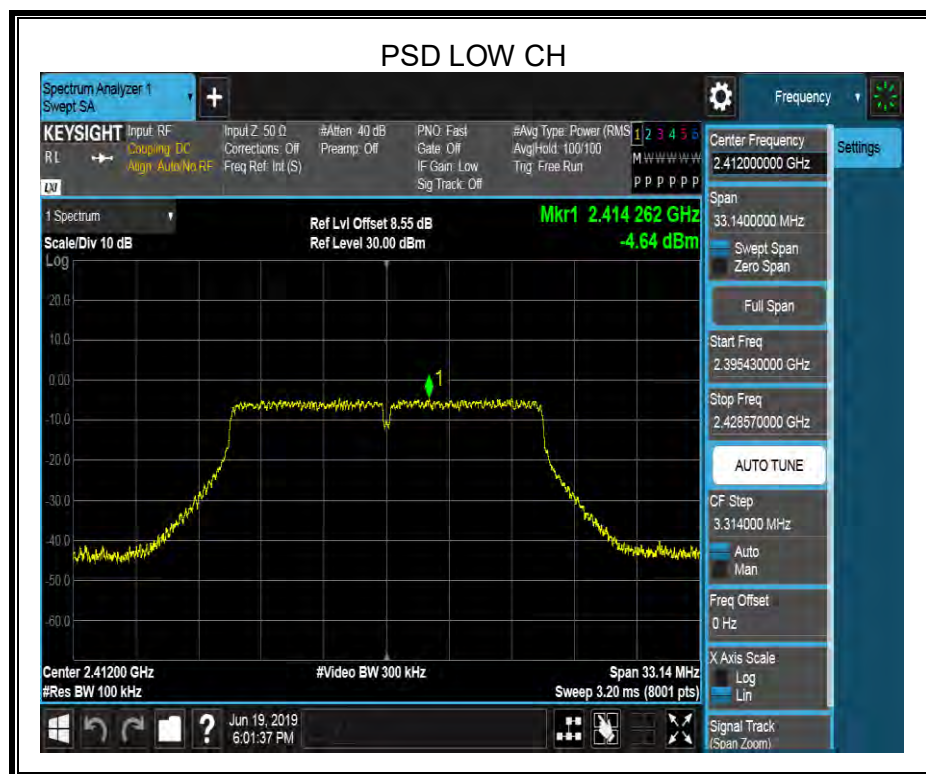 PSD LOW CH
Spectrum Analyzer 1
Swept SA
+
Frequency
KEYSIGHT
RL
LXI
Input: RF
Coupling: DC
Align: Auto/No RF
Input Z: 50 Ω
Corrections: Off
Freq Ref: Int (S)
#Atten: 40 dB
Preamp: Off
PNO: Fast
Gate: Off
IF Gain: Low
Sig Track: Off
#Avg Type: Power (RMS
Avg|Hold: 100/100
Trig: Free Run
1 2 3 4 5 6
M W W W W W
P P P P P P
Settings
1 Spectrum
Scale/Div 10 dB
Ref Lvl Offset 8.55 dB
Ref Level 30.00 dBm
Mkr1 2.414 262 GHz
-4.64 dBm
Log
20.0
10.0
0.00
-10.0
-20.0
-30.0
-40.0
-50.0
-60.0
1
Center 2.41200 GHz
#Res BW 100 kHz
#Video BW 300 kHz
Span 33.14 MHz
Sweep 3.20 ms (8001 pts)
Center Frequency
2.412000000 GHz
Span
33.1400000 MHz
Swept Span
Zero Span
Full Span
Start Freq
2.395430000 GHz
Stop Freq
2.428570000 GHz
AUTO TUNE
CF Step
3.314000 MHz
Auto
Man
Freq Offset
0 Hz
X Axis Scale
Log
Lin
Signal Track
(Span Zoom)
?
Jun 19, 2019
6:01:37 PM